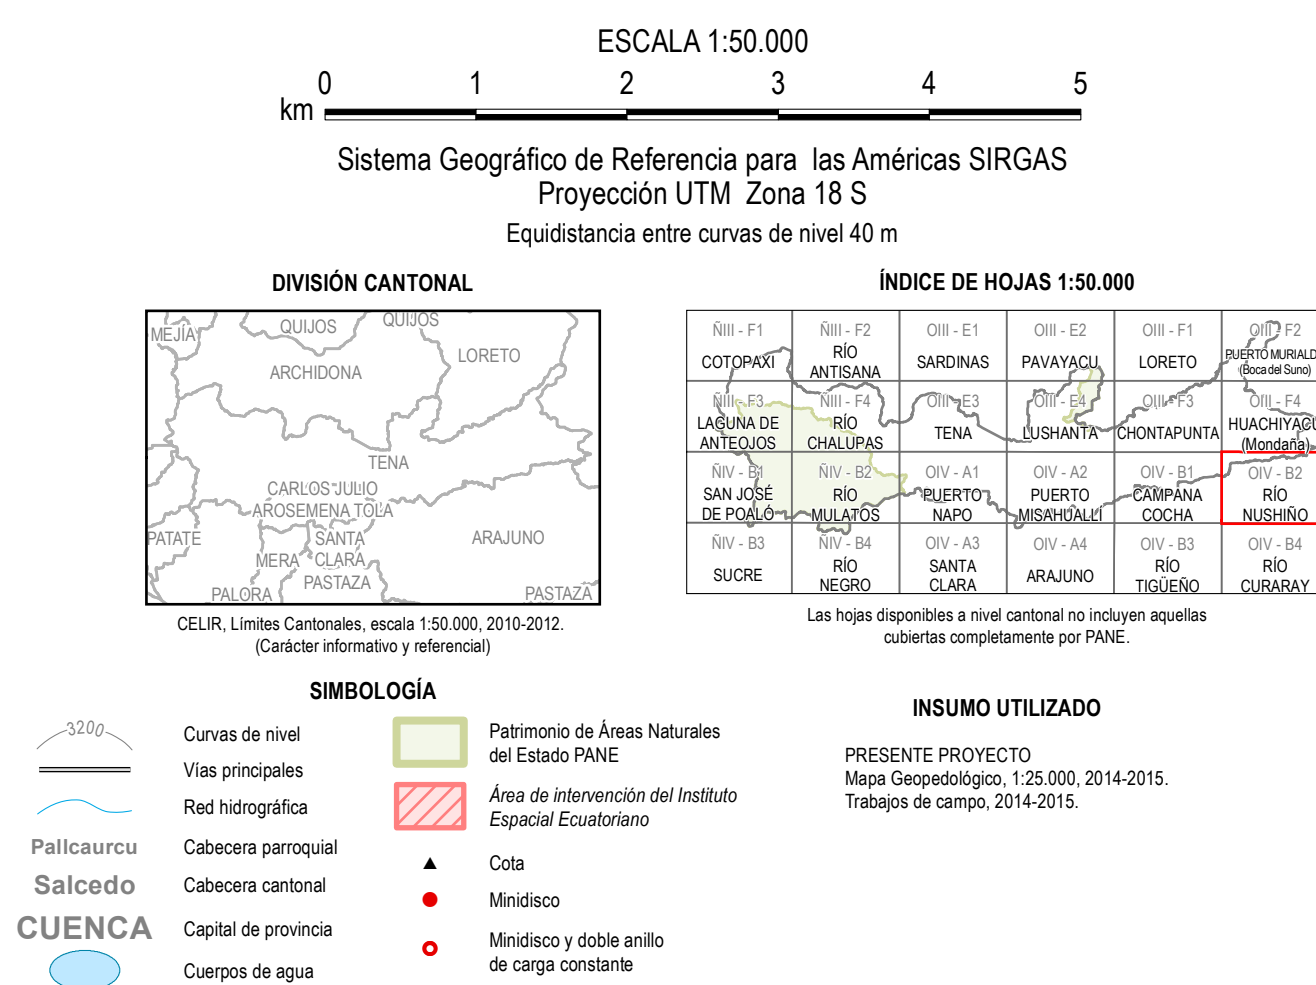 ESCALA 1:50.000
0 1 2 3 4 5
km
Sistema Geográfico de Referencia para las Américas SIRGAS
Proyección UTM Zona 18 S
Equidistancia entre curvas de nivel 40 m
DIVISIÓN CANTONAL
MEJÍA
QUIJOS
QUIJOS
LORETO
ARCHIDONA
TENA
CARLOS JULIO
AROSEMENA TOLA
PATATE
SANTA
CLARA
ARAJUNO
MERA
PASTAZA
PALORA
PASTAZA
CELIR, Límites Cantonales, escala 1:50.000, 2010-2012.
(Carácter informativo y referencial)
ÍNDICE DE HOJAS 1:50.000
ÑIII - F1
COTOPAXI
ÑIII - F2
RÍO
ANTISANA
OIII - E1
SARDINAS
OIII - E2
PAVAYACU
OIII - F1
LORETO
OIII - F2
PUERTO MURIALD
(Boca del Suno)
ÑIII - F3
LAGUNA DE
ANTEOJOS
ÑIII - F4
RÍO
CHALUPAS
OIII - E3
TENA
OIII - E4
LUSHANTA
OIII - F3
CHONTAPUNTA
OIII - F4
HUACHIYACU
(Mondaña)
ÑIV - B1
SAN JOSÉ
DE POALÓ
ÑIV - B2
RÍO
MULATOS
OIV - A1
PUERTO
NAPO
OIV - A2
PUERTO
MISAHUALLÍ
OIV - B1
CAMPANA
COCHA
OIV - B2
RÍO
NUSHIÑO
ÑIV - B3
SUCRE
ÑIV - B4
RÍO
NEGRO
OIV - A3
SANTA
CLARA
OIV - A4
ARAJUNO
OIV - B3
RÍO
TIGÜEÑO
OIV - B4
RÍO
CURARAY
Las hojas disponibles a nivel cantonal no incluyen aquellas
cubiertas completamente por PANE.
SIMBOLOGÍA
3200
Curvas de nivel
Vías principales
Red hidrográfica
Pallcaurcu
Cabecera parroquial
Salcedo
Cabecera cantonal
CUENCA
Capital de provincia
Cuerpos de agua
Patrimonio de Áreas Naturales
del Estado PANE
Área de intervención del Instituto
Espacial Ecuatoriano
Cota
Minidisco
Minidisco y doble anillo
de carga constante
INSUMO UTILIZADO
PRESENTE PROYECTO
Mapa Geopedológico, 1:25.000, 2014-2015.
Trabajos de campo, 2014-2015.